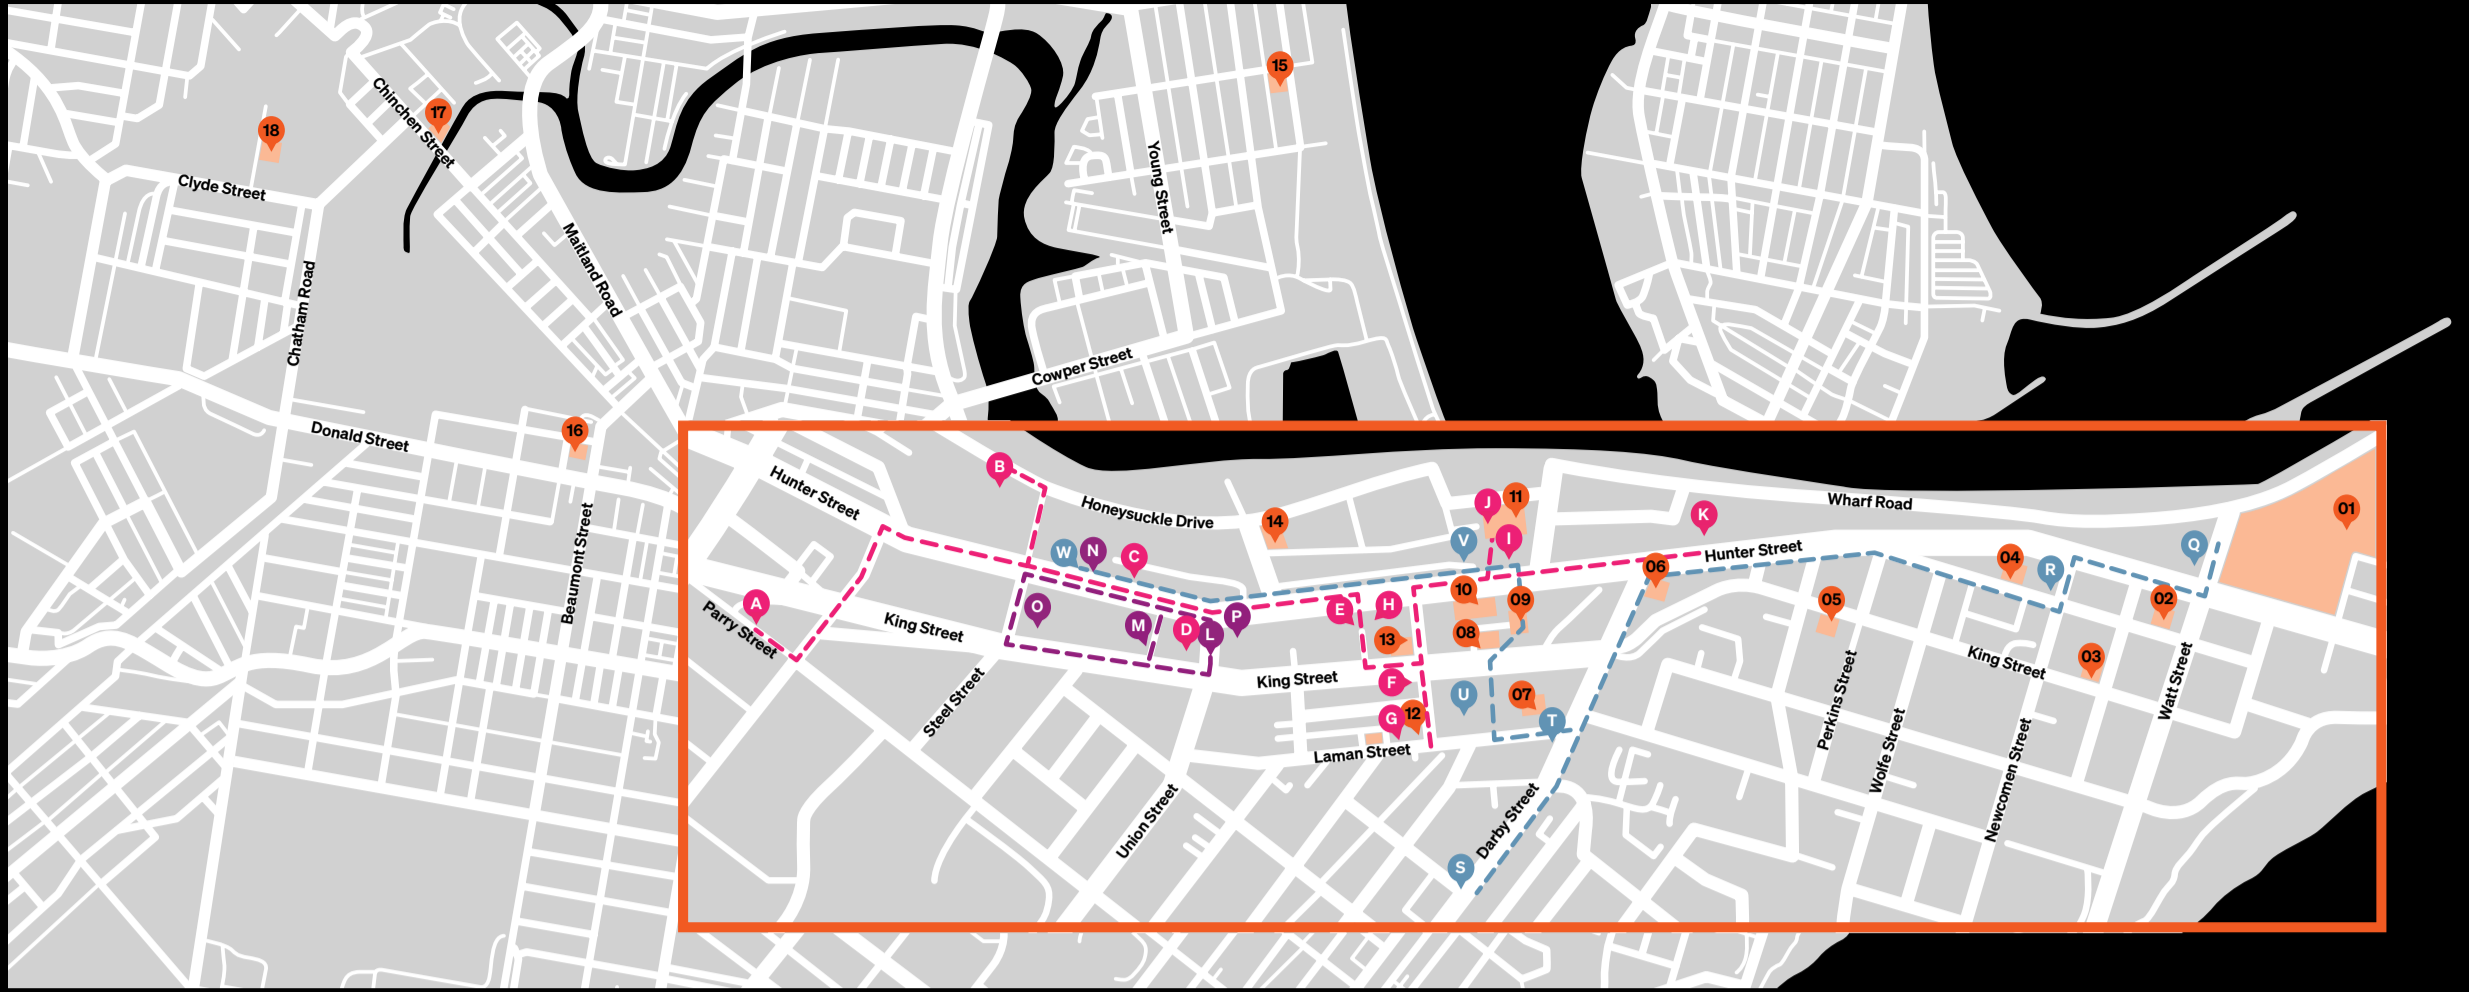 15
Chinchen Street
17
18
Young Street
Clyde Street
Maitland Road
Chatham Road
Cowper Street
Donald Street
16
Beaumont Street
Hunter Street
B
Honeysuckle Drive
14
J
11
K
Wharf Road
01
W
N
C
V
I
Hunter Street
06
04
R
Q
A
Parry Street
O
King Street
M
D
L
P
E
H
13
10
08
09
05
02
King Street
03
Steel Street
King Street
F
G
12
U
07
T
Laman Street
Perkins Street
Wolfe Street
Newcomen Street
Watt Street
Union Street
Darby Street
S